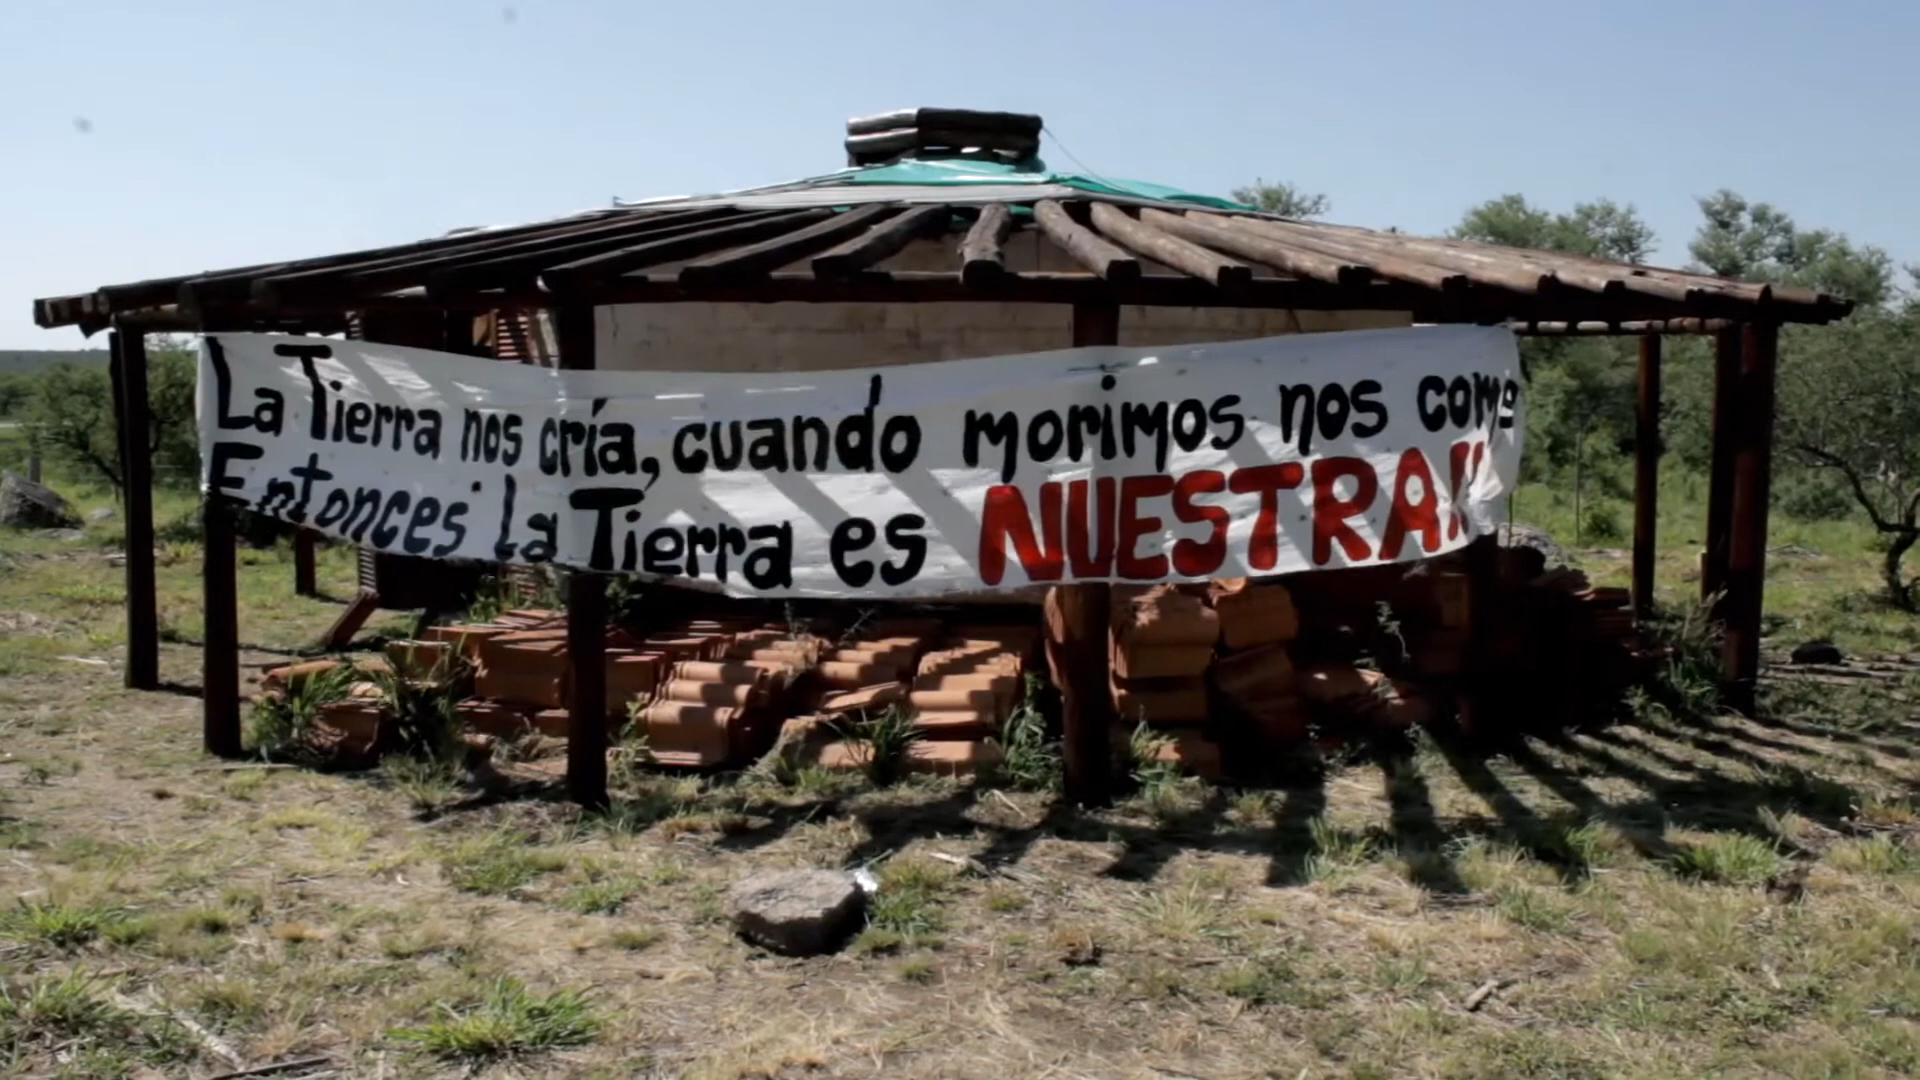 La Tierra nos cría, cuando morimos nos come
Entonces la Tierra es NUESTRA!!